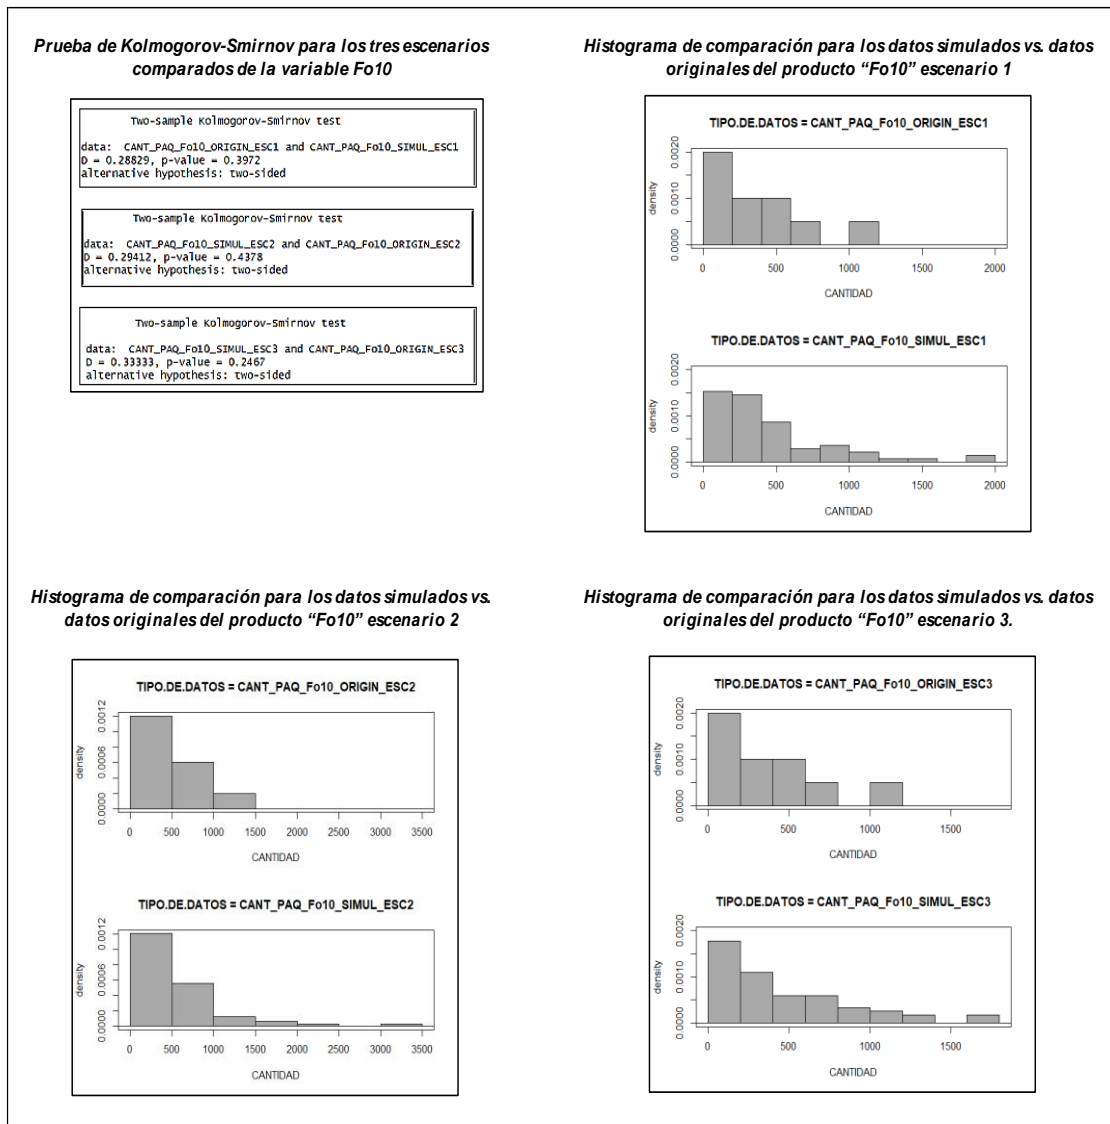 Prueba de Kolmogorov-Smirnov para los tres escenarios
comparados de la variable Fo10
Two-sample Kolmogorov-Smirnov test
data: CANT_PAQ_Fo10_ORIGIN_ESC1 and CANT_PAQ_Fo10_SIMUL_ESC1
D = 0.28829, p-value = 0.3972
alternative hypothesis: two-sided
Two-sample Kolmogorov-Smirnov test
data: CANT_PAQ_Fo10_SIMUL_ESC2 and CANT_PAQ_Fo10_ORIGIN_ESC2
D = 0.29412, p-value = 0.4378
alternative hypothesis: two-sided
Two-sample Kolmogorov-Smirnov test
data: CANT_PAQ_Fo10_SIMUL_ESC3 and CANT_PAQ_Fo10_ORIGIN_ESC3
D = 0.33333, p-value = 0.2467
alternative hypothesis: two-sided
Histograma de comparación para los datos simulados vs. datos
originales del producto “Fo10” escenario 1
TIPO.DE.DATOS = CANT_PAQ_Fo10_ORIGIN_ESC1
density
0.0000 0.0010 0.0020
0 500 1000 1500 2000
CANTIDAD
TIPO.DE.DATOS = CANT_PAQ_Fo10_SIMUL_ESC1
density
0.0000 0.0010 0.0020
0 500 1000 1500 2000
CANTIDAD
Histograma de comparación para los datos simulados vs.
datos originales del producto “Fo10” escenario 2
TIPO.DE.DATOS = CANT_PAQ_Fo10_ORIGIN_ESC2
density
0.0000 0.0006 0.0012
0 500 1000 1500 2000 2500 3000 3500
CANTIDAD
TIPO.DE.DATOS = CANT_PAQ_Fo10_SIMUL_ESC2
density
0.0000 0.0006 0.0012
0 500 1000 1500 2000 2500 3000 3500
CANTIDAD
Histograma de comparación para los datos simulados vs. datos
originales del producto “Fo10” escenario 3.
TIPO.DE.DATOS = CANT_PAQ_Fo10_ORIGIN_ESC3
density
0.0000 0.0010 0.0020
0 500 1000 1500
CANTIDAD
TIPO.DE.DATOS = CANT_PAQ_Fo10_SIMUL_ESC3
density
0.0000 0.0010 0.0020
0 500 1000 1500
CANTIDAD